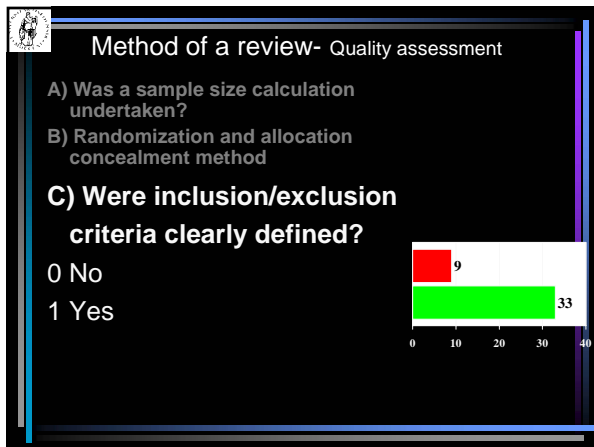 Method of a review- Quality assessment
A) Was a sample size calculation
undertaken?
B) Randomization and allocation
concealment method
C) Were inclusion/exclusion
criteria clearly defined?
0 No
1 Yes
9
33
0 10 20 30 40